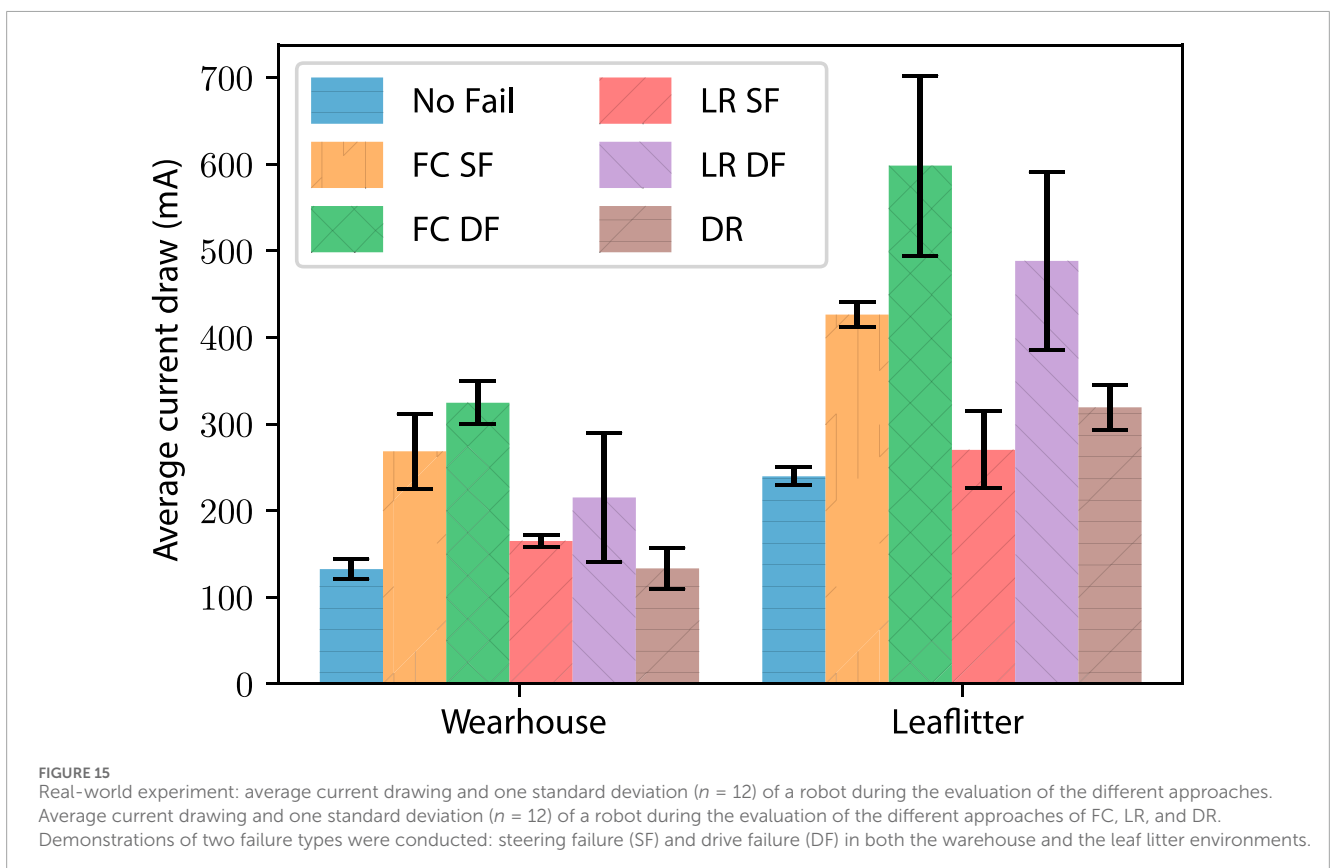 Average current draw (mA)
700
600
500
400
300
200
100
0
No Fail
FC SF
FC DF
LR SF
LR DF
DR
Wearhouse
Leaflitter
FIGURE 15
Real-world experiment: average current drawing and one standard deviation (n = 12) of a robot during the evaluation of the different approaches.
Average current drawing and one standard deviation (n = 12) of a robot during the evaluation of the different approaches of FC, LR, and DR.
Demonstrations of two failure types were conducted: steering failure (SF) and drive failure (DF) in both the warehouse and the leaf litter environments.